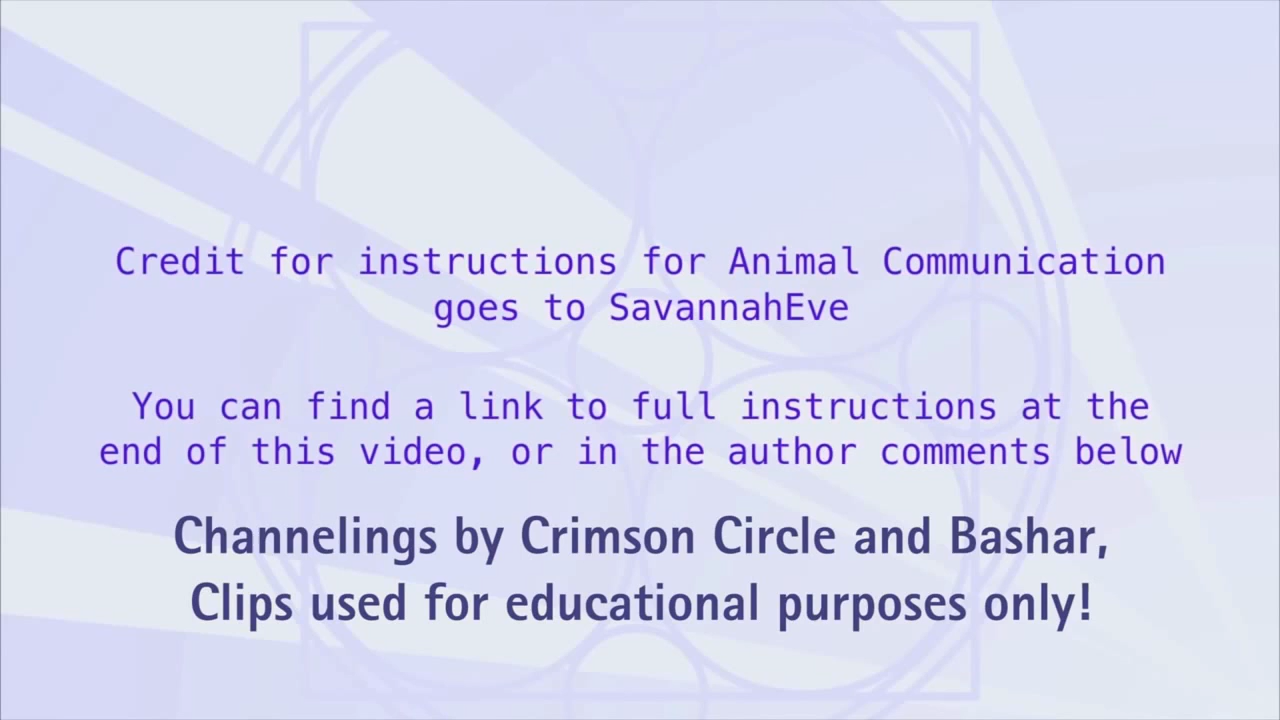 Credit for instructions for Animal Communication
goes to SavannahEve
You can find a link to full instructions at the
end of this video, or in the author comments below
Channelings by Crimson Circle and Bashar,
Clips used for educational purposes only!